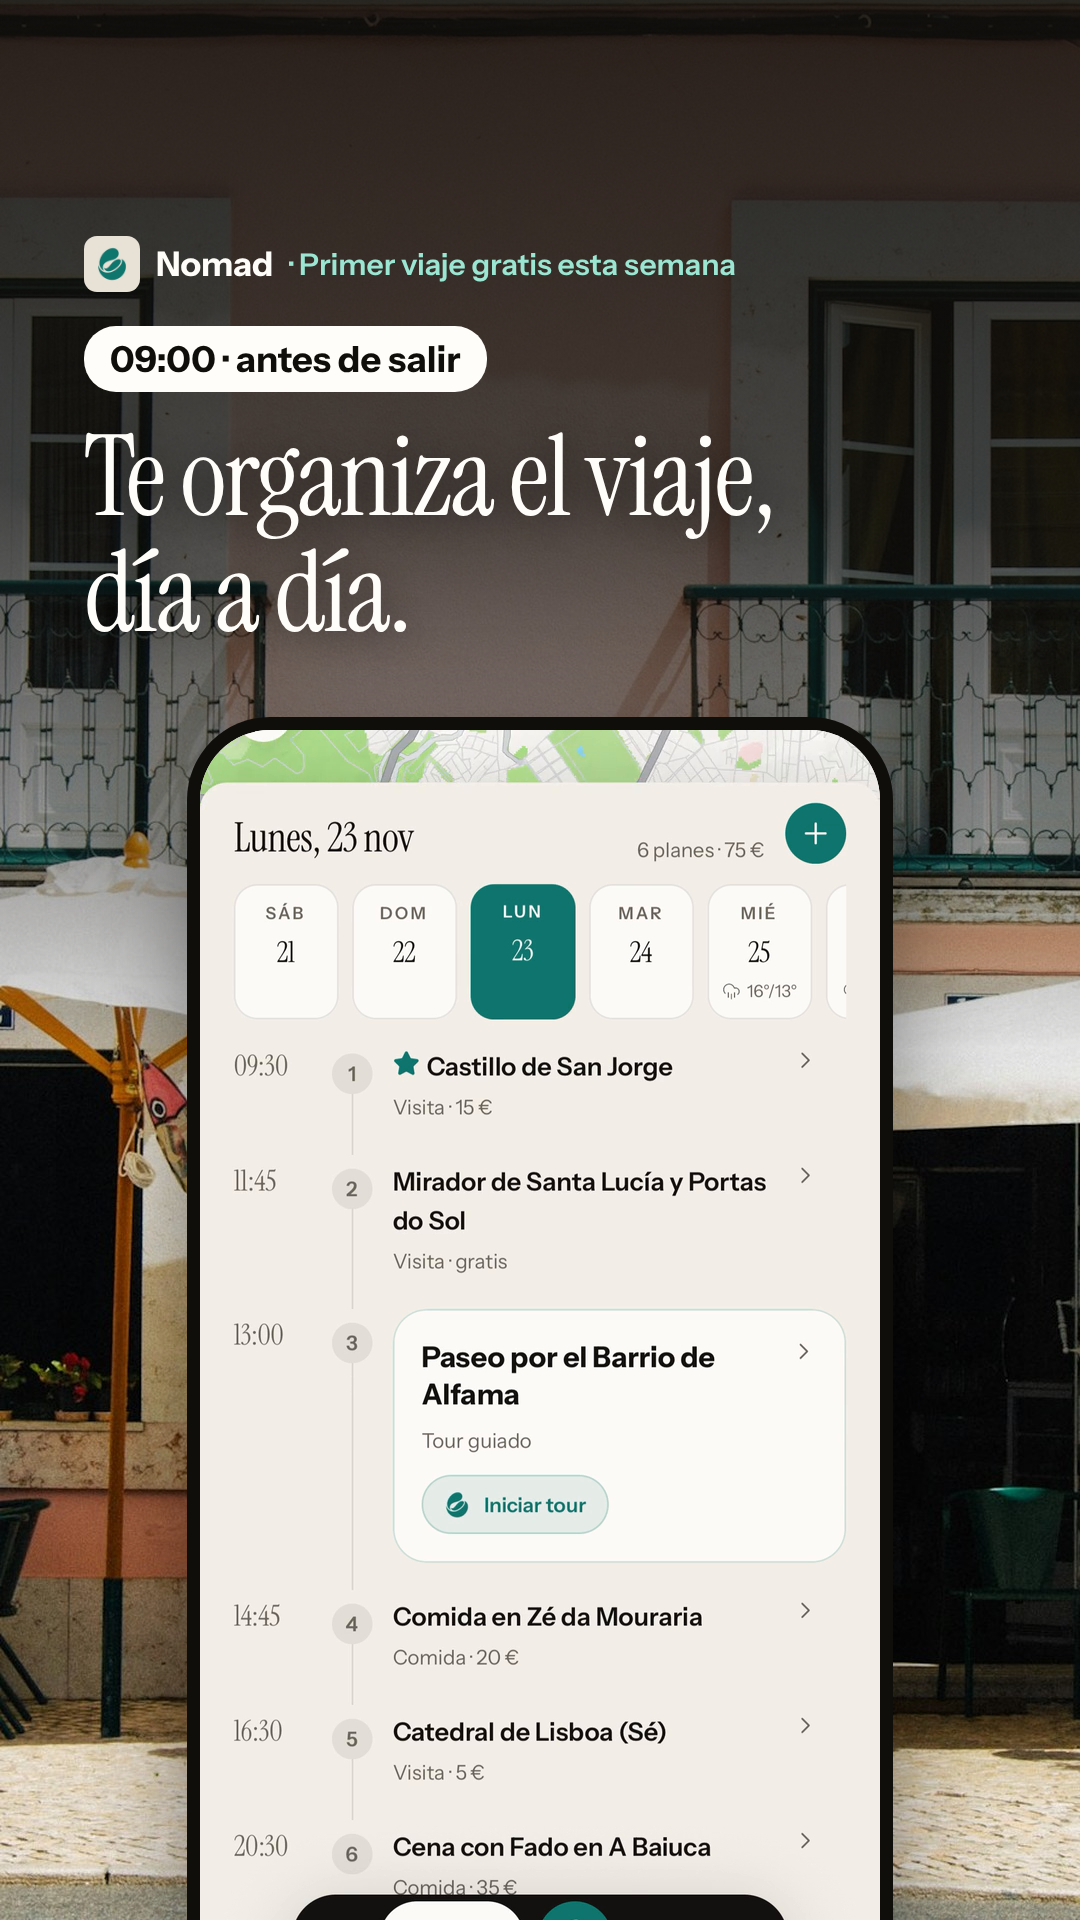 Nomad · Primer viaje gratis esta semana
09:00 · antes de salir
Te organiza el viaje,
día a día.
Lunes, 23 nov
6 planes · 75 €
SÁB
21
DOM
22
LUN
23
MAR
24
MIÉ
25
16°/13°
09:30
1
Castillo de San Jorge
Visita · 15 €
11:45
2
Mirador de Santa Lucía y Portas
do Sol
Visita · gratis
13:00
3
Paseo por el Barrio de
Alfama
Tour guiado
Iniciar tour
14:45
4
Comida en Zé da Mouraria
Comida · 20 €
16:30
5
Catedral de Lisboa (Sé)
Visita · 5 €
20:30
6
Cena con Fado en A Baiuca
Comida · 35 €